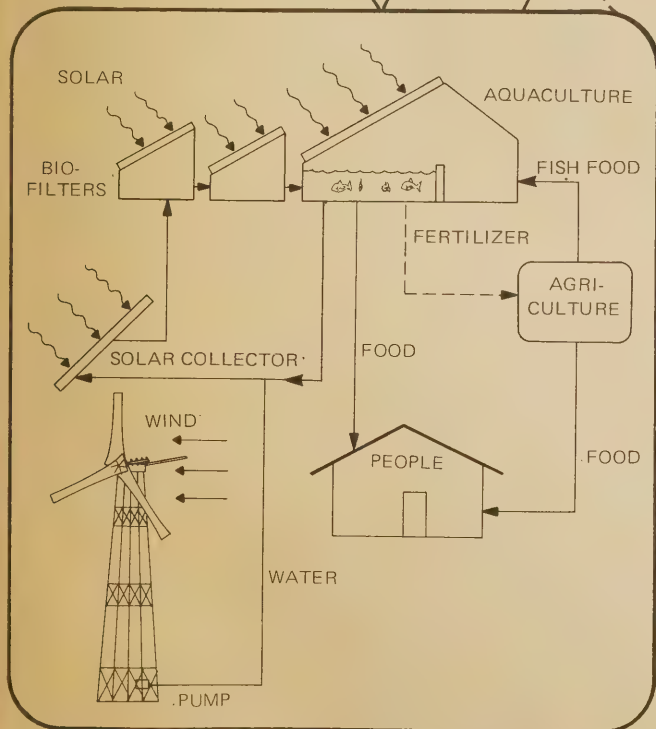 SOLAR
AQUACULTURE
BIO-
FILTERS
FISH FOOD
FERTILIZER
AGRI-
CULTURE
SOLAR COLLECTOR
FOOD
WIND
PEOPLE
FOOD
WATER
PUMP